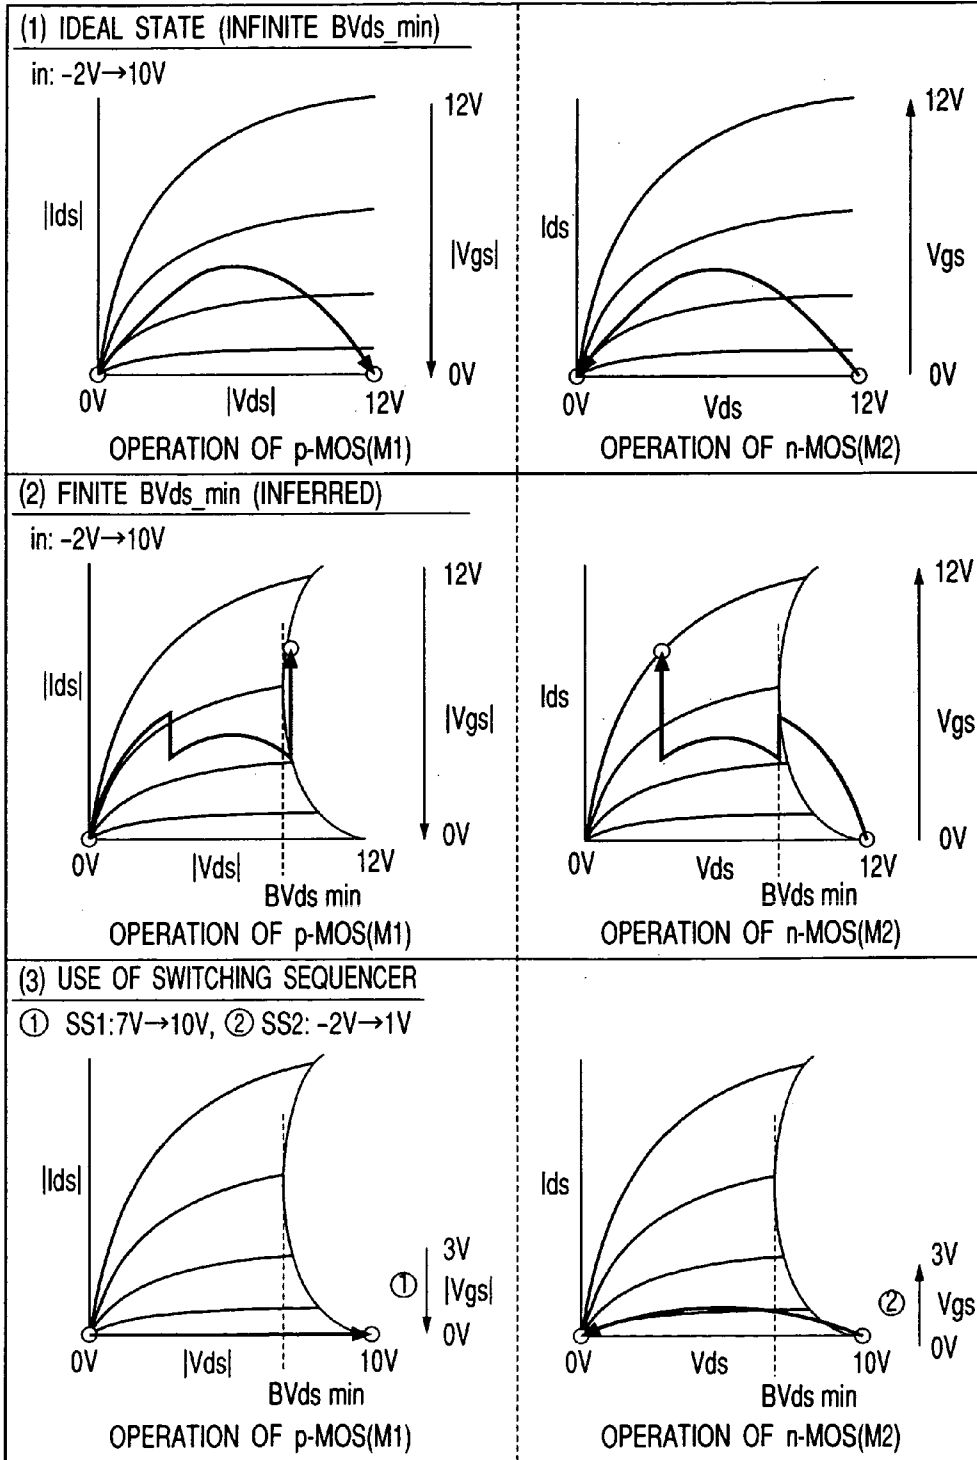 (1) IDEAL STATE (INFINITE BVds_min)
in: –2V→10V
|Ids|
12V
|Vgs|
0V
0V
|Vds|
12V
OPERATION OF p-MOS(M1)
Ids
12V
Vgs
0V
0V
Vds
12V
OPERATION OF n-MOS(M2)
(2) FINITE BVds_min (INFERRED)
in: –2V→10V
|Ids|
12V
|Vgs|
0V
0V
|Vds|
12V
BVds min
OPERATION OF p-MOS(M1)
Ids
12V
Vgs
0V
0V
Vds
12V
BVds min
OPERATION OF n-MOS(M2)
(3) USE OF SWITCHING SEQUENCER
① SS1:7V→10V, ② SS2: –2V→1V
|Ids|
3V
① |Vgs|
0V
0V
|Vds|
10V
BVds min
OPERATION OF p-MOS(M1)
Ids
3V
② Vgs
0V
0V
Vds
10V
BVds min
OPERATION OF n-MOS(M2)